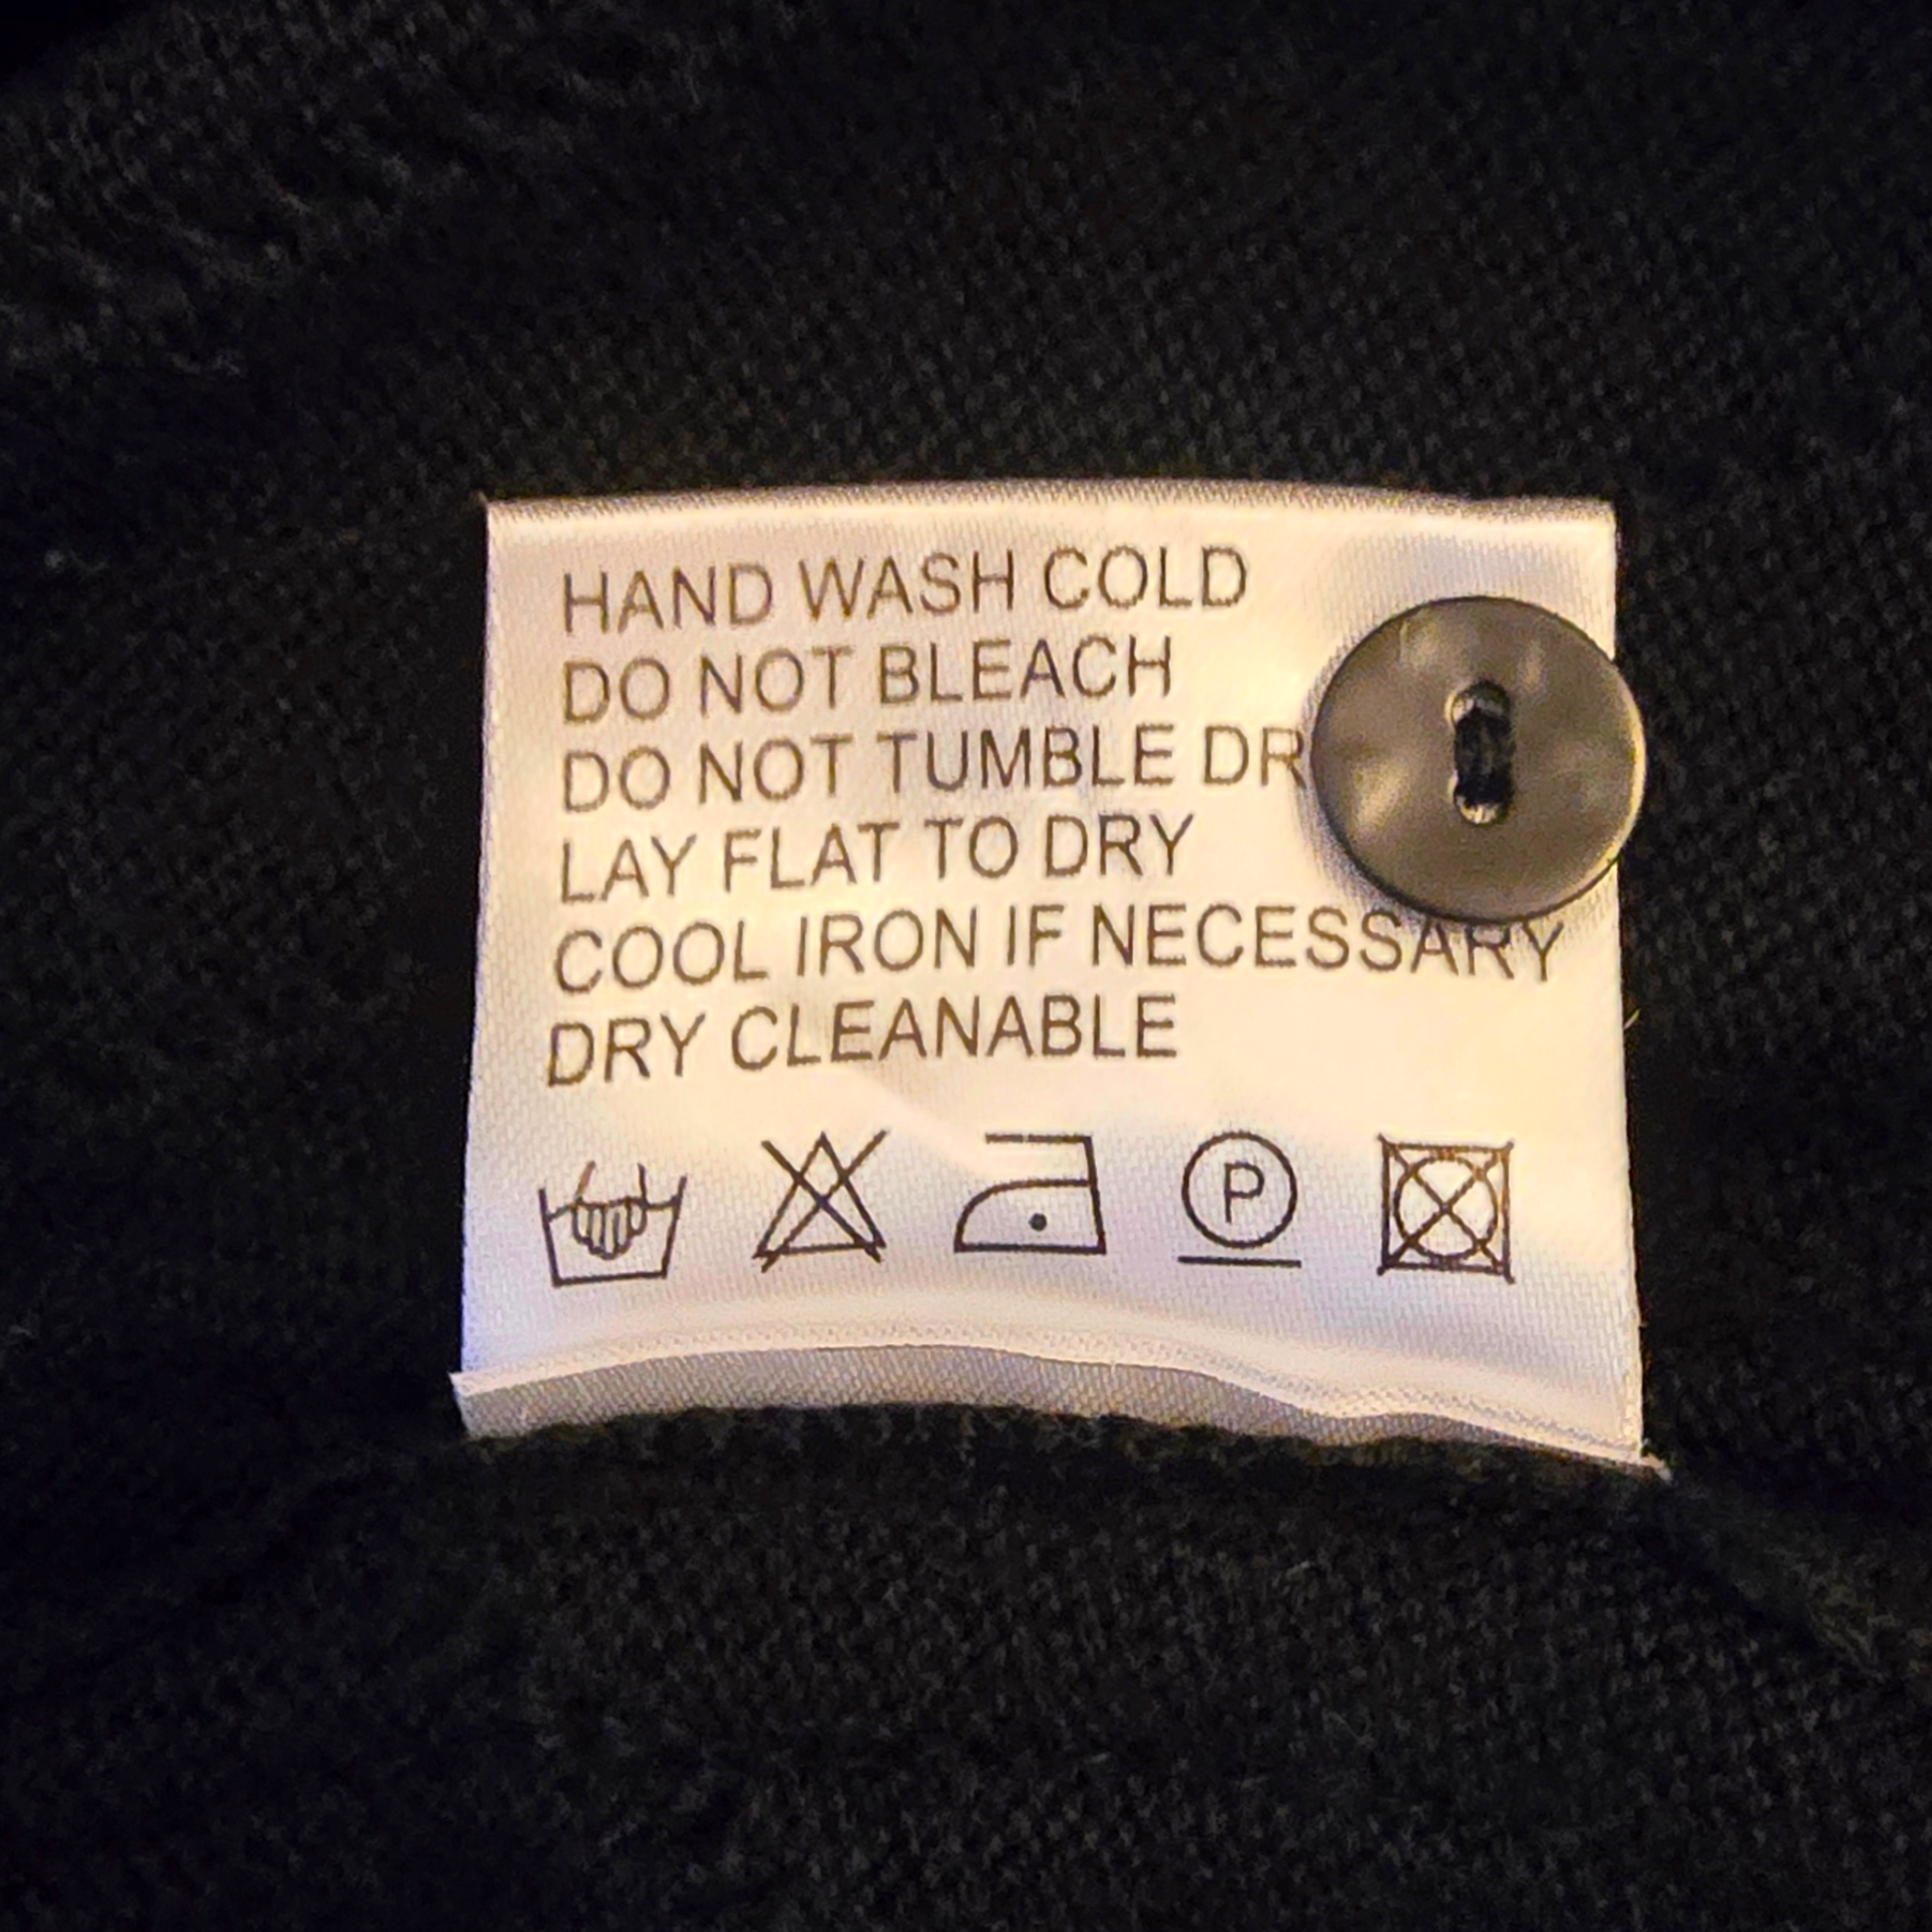 HAND WASH COLD
DO NOT BLEACH
DO NOT TUMBLE DR
LAY FLAT TO DRY
COOL IRON IF NECESSARY
DRY CLEANABLE
P